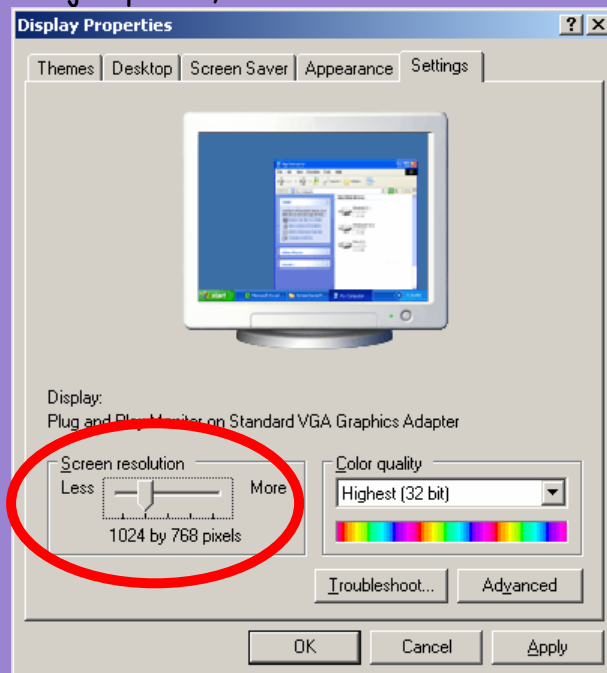 Display Properties
? X
Themes Desktop Screen Saver Appearance Settings
start
Display:
Plug and Play Monitor on Standard VGA Graphics Adapter
Screen resolution
Less More
1024 by 768 pixels
Color quality
Highest (32 bit)
Troubleshoot... Advanced
OK Cancel Apply